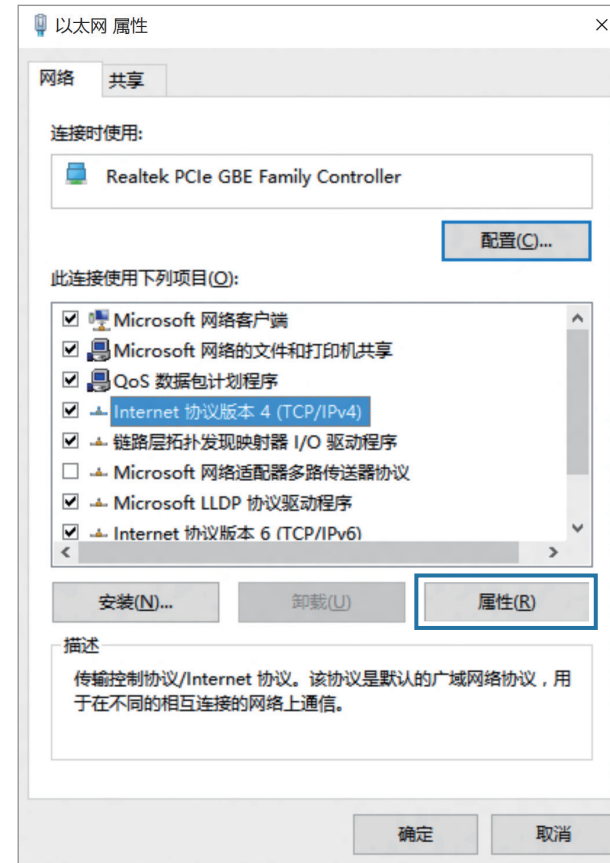 以太网 属性
网络 共享
连接时使用:
Realtek PCIe GBE Family Controller
配置(C)...
此连接使用下列项目(O):
Microsoft 网络客户端
Microsoft 网络的文件和打印机共享
QoS 数据包计划程序
Internet 协议版本 4 (TCP/IPv4)
链路层拓扑发现映射器 I/O 驱动程序
Microsoft 网络适配器多路传送器协议
Microsoft LLDP 协议驱动程序
Internet 协议版本 6 (TCP/IPv6)
安装(N)... 卸载(U) 属性(R)
描述
传输控制协议/Internet 协议。该协议是默认的广域网络协议，用
于在不同的相互连接的网络上通信。
确定 取消